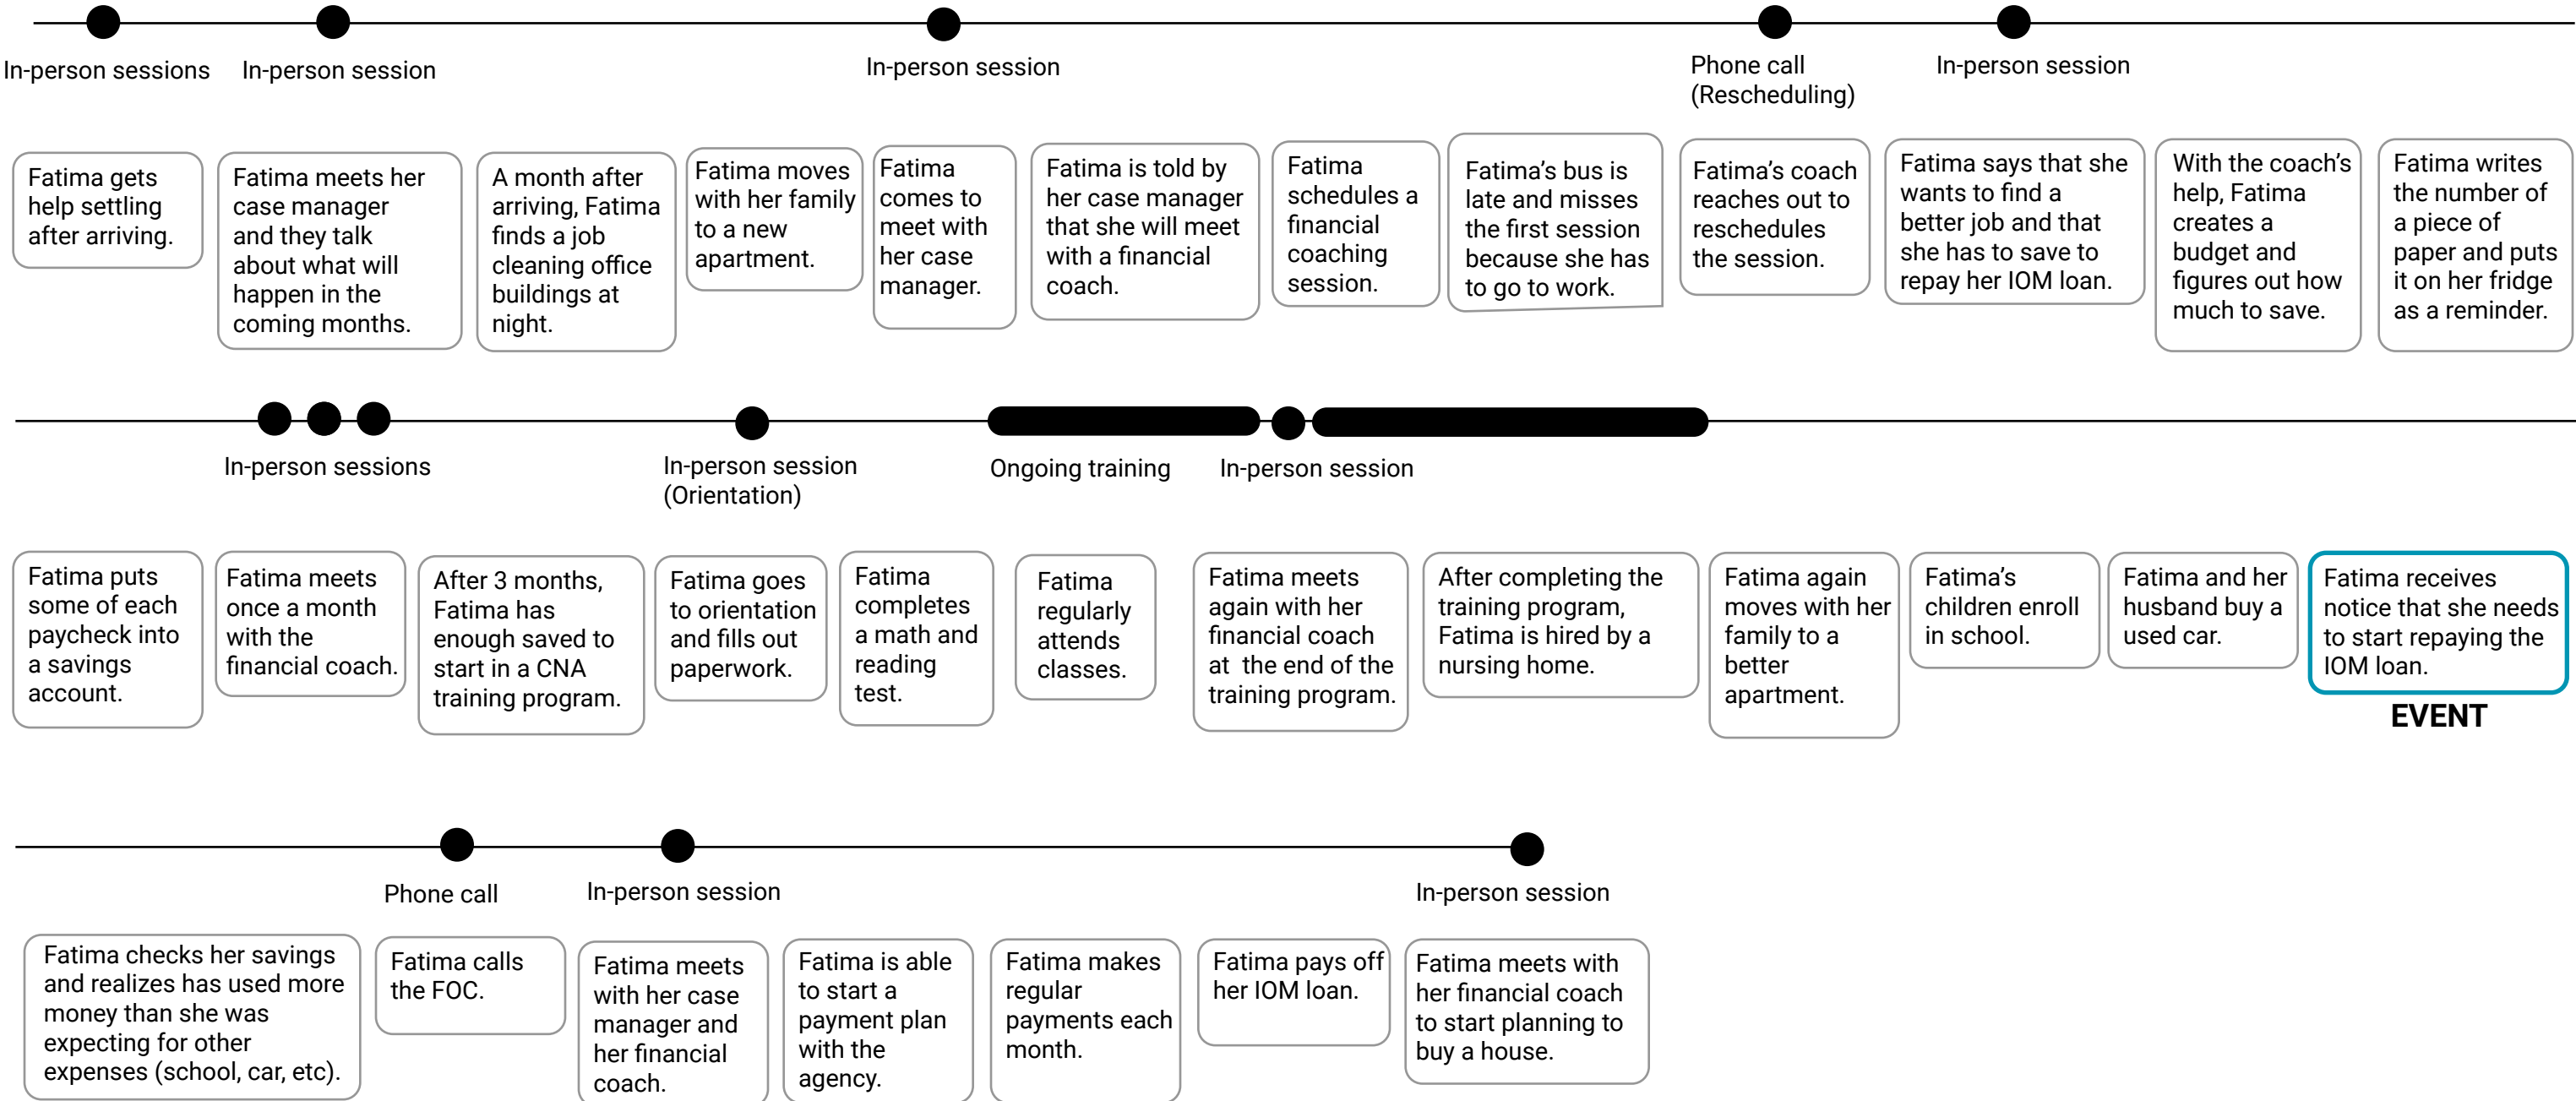 In-person sessions
In-person session
In-person session
Phone call
(Rescheduling)
In-person session
Fatima gets
help settling
after arriving.
Fatima meets her
case manager
and they talk
about what will
happen in the
coming months.
A month after
arriving, Fatima
finds a job
cleaning office
buildings at
night.
Fatima moves
with her family
to a new
apartment.
Fatima
comes to
meet with
her case
manager.
Fatima is told by
her case manager
that she will meet
with a financial
coach.
Fatima
schedules a
financial
coaching
session.
Fatima’s bus is
late and misses
the first session
because she has
to go to work.
Fatima’s coach
reaches out to
reschedules
the session.
Fatima says that she
wants to find a
better job and that
she has to save to
repay her IOM loan.
With the coach’s
help, Fatima
creates a
budget and
figures out how
much to save.
Fatima writes
the number of
a piece of
paper and puts
it on her fridge
as a reminder.
In-person sessions
In-person session
(Orientation)
Ongoing training
In-person session
Fatima puts
some of each
paycheck into
a savings
account.
Fatima meets
once a month
with the
financial coach.
After 3 months,
Fatima has
enough saved to
start in a CNA
training program.
Fatima goes
to orientation
and fills out
paperwork.
Fatima
completes
a math and
reading
test.
Fatima
regularly
attends
classes.
Fatima meets
again with her
financial coach
at the end of the
training program.
After completing the
training program,
Fatima is hired by a
nursing home.
Fatima again
moves with her
family to a
better
apartment.
Fatima’s
children enroll
in school.
Fatima and her
husband buy a
used car.
Fatima receives
notice that she needs
to start repaying the
IOM loan.
EVENT
Phone call
In-person session
In-person session
Fatima checks her savings
and realizes has used more
money than she was
expecting for other
expenses (school, car, etc).
Fatima calls
the FOC.
Fatima meets
with her case
manager and
her financial
coach.
Fatima is able
to start a
payment plan
with the
agency.
Fatima makes
regular
payments each
month.
Fatima pays off
her IOM loan.
Fatima meets with
her financial coach
to start planning to
buy a house.